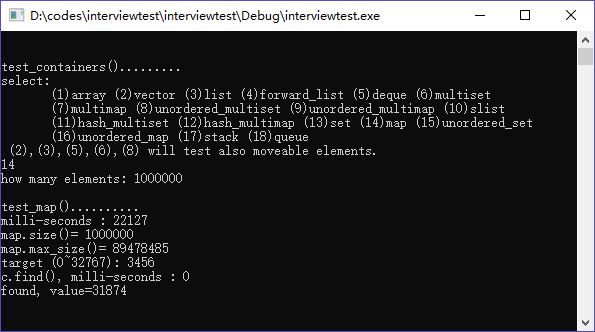 D:\codes\interviewtest\interviewtest\Debug\interviewtest.exe
test_containers().........
select:
(1)array (2)vector (3)list (4)forward_list (5)deque (6)multiset
(7)multimap (8)unordered_multiset (9)unordered_multimap (10)slist
(11)hash_multiset (12)hash_multimap (13)set (14)map (15)unordered_set
(16)unordered_map (17)stack (18)queue
(2),(3),(5),(6),(8) will test also moveable elements.
14
how many elements: 1000000
test_map()..........
milli-seconds : 22127
map.size()= 1000000
map.max_size()= 89478485
target (0~32767): 3456
c.find(), milli-seconds : 0
found, value=31874